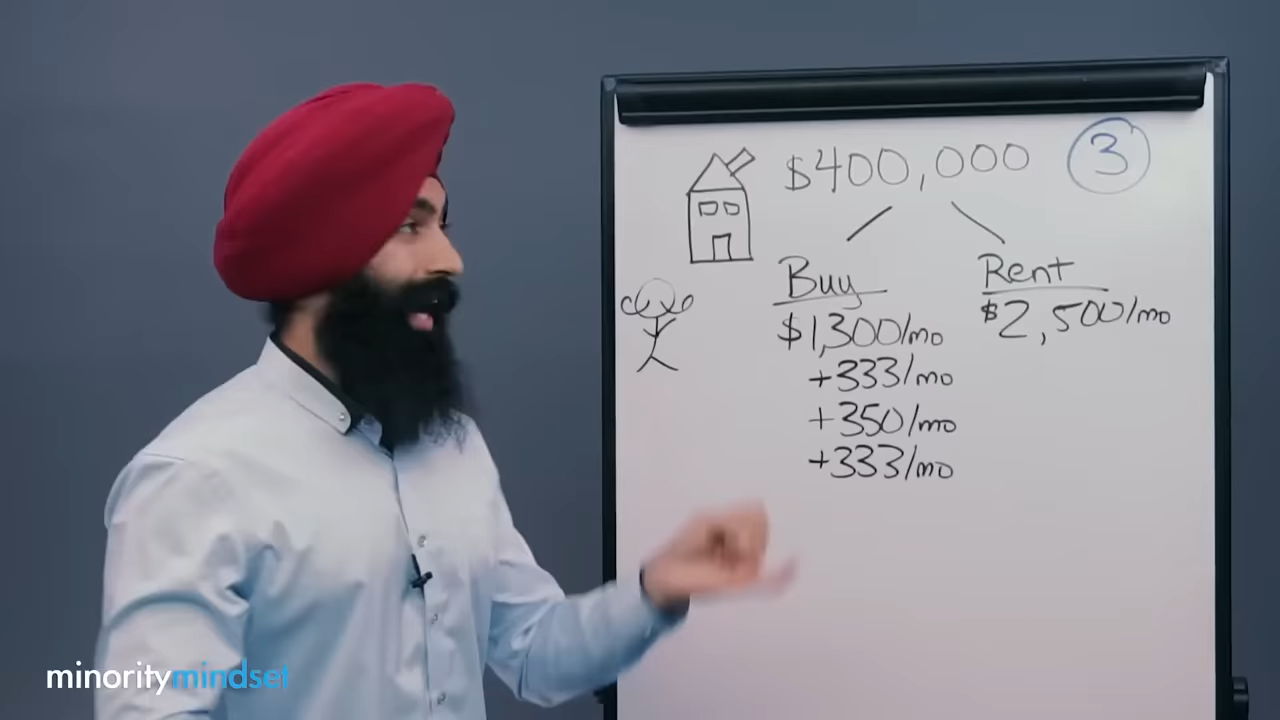 $400,000
3
Buy
$1,300/mo
+333/mo
+350/mo
+333/mo
Rent
$2,500/mo
minoritymindset